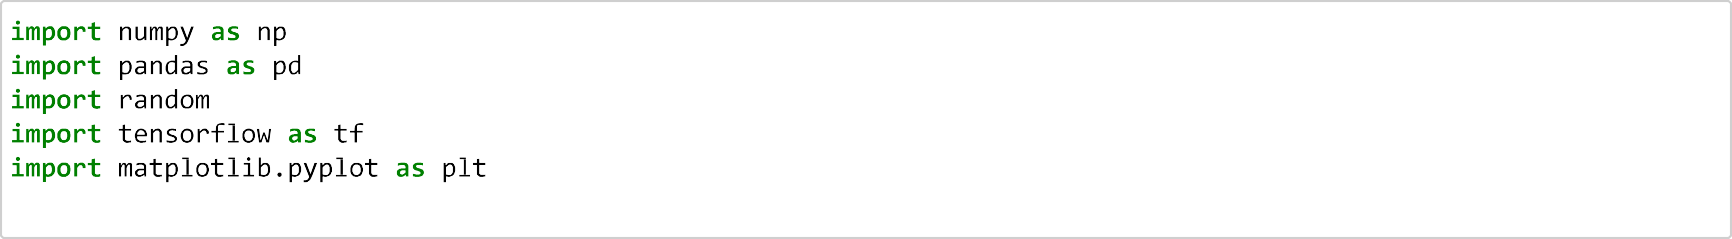 import numpy as np
import pandas as pd
import random
import tensorflow as tf
import matplotlib.pyplot as plt